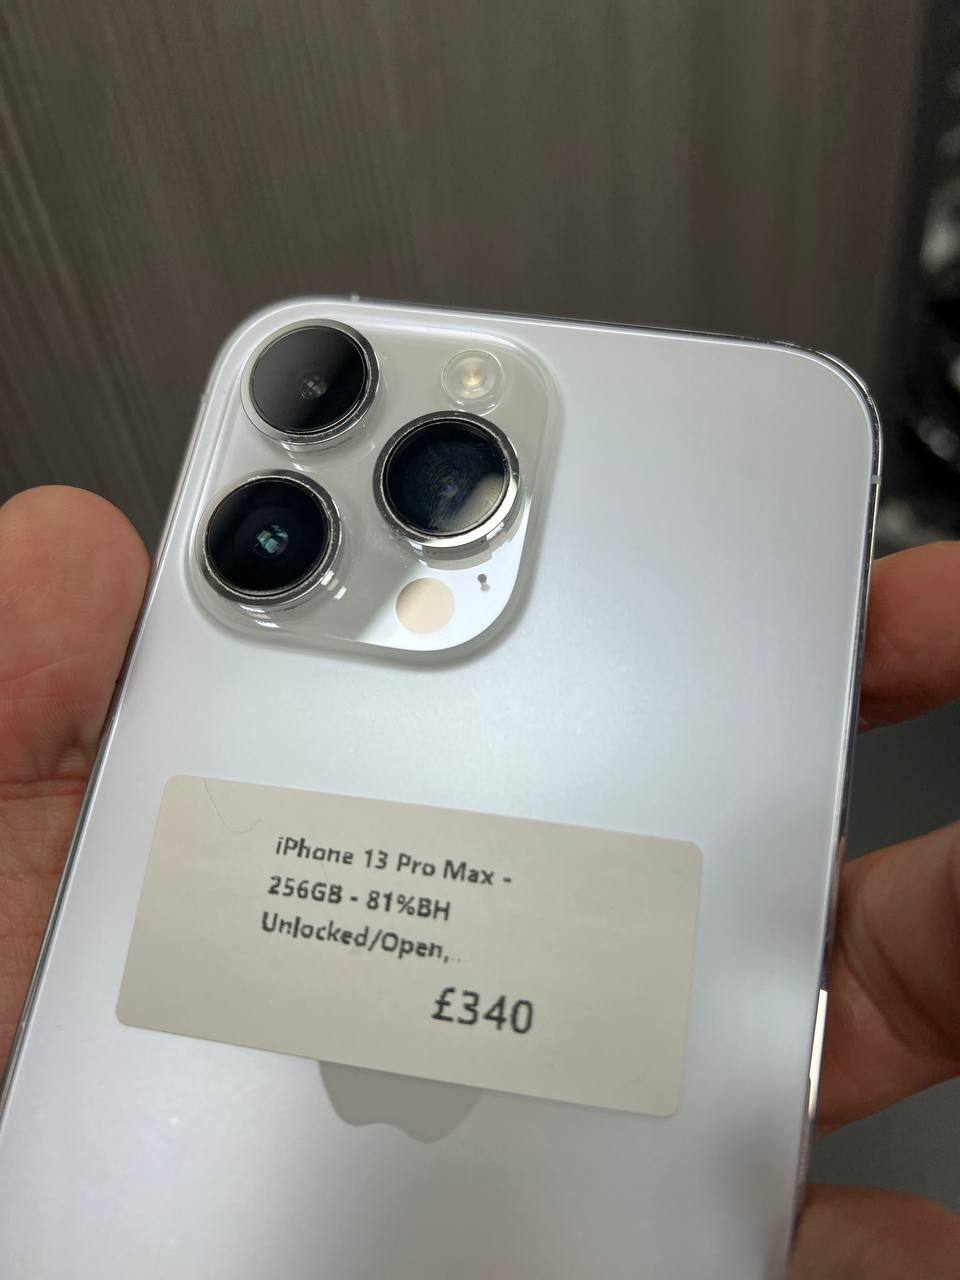 iPhone 13 Pro Max -
256GB - 81%BH
Unlocked/Open,..
£340